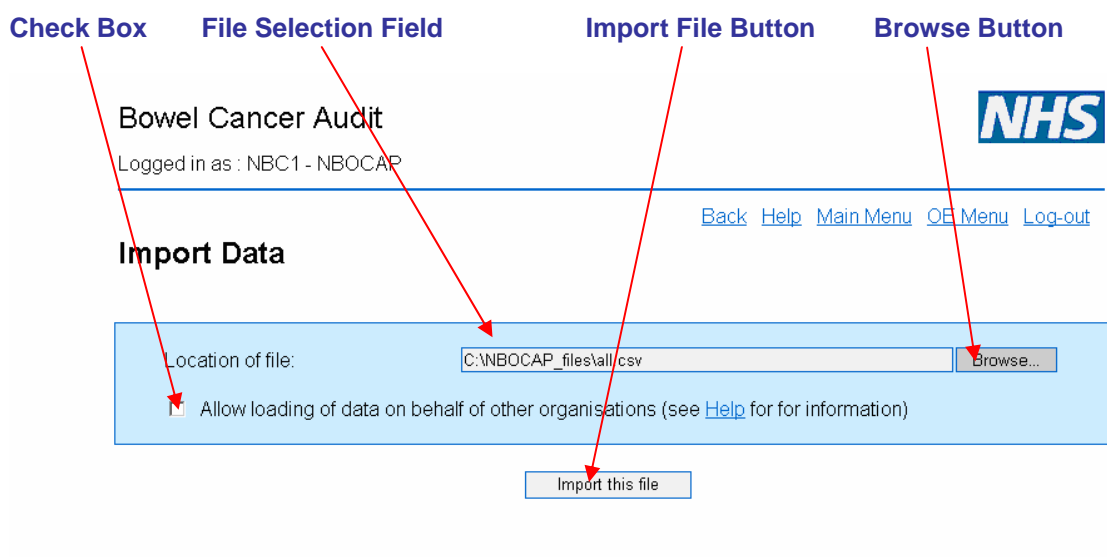 Check Box File Selection Field Import File Button Browse Button
Bowel Cancer Audit
NHS
Logged in as : NBC1 - NBOCAP
Back Help Main Menu OE Menu Log-out
Import Data
Location of file: C:\NBOCAP_files\all.csv Browse...
Allow loading of data on behalf of other organisations (see Help for for information)
Import this file